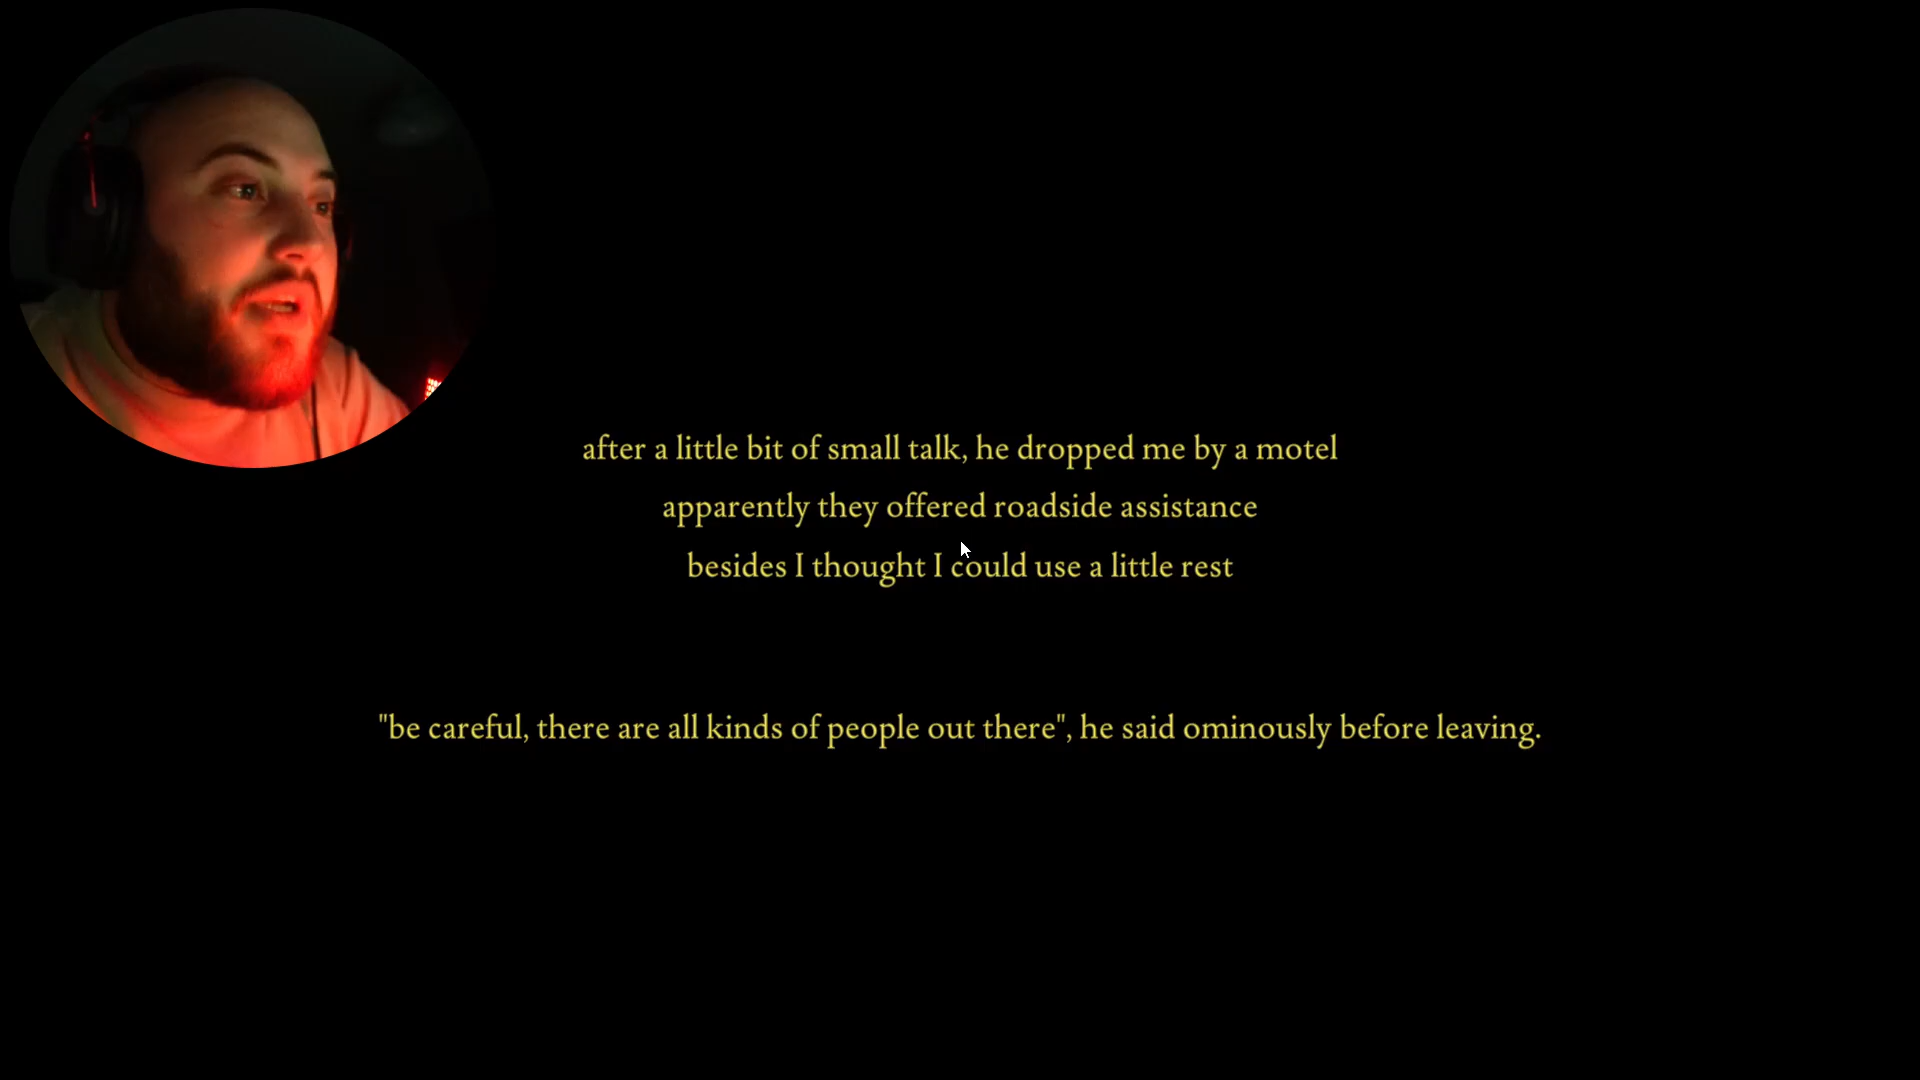 after a little bit of small talk, he dropped me by a motel
apparently they offered roadside assistance
besides I thought I could use a little rest
"be careful, there are all kinds of people out there", he said ominously before leaving.